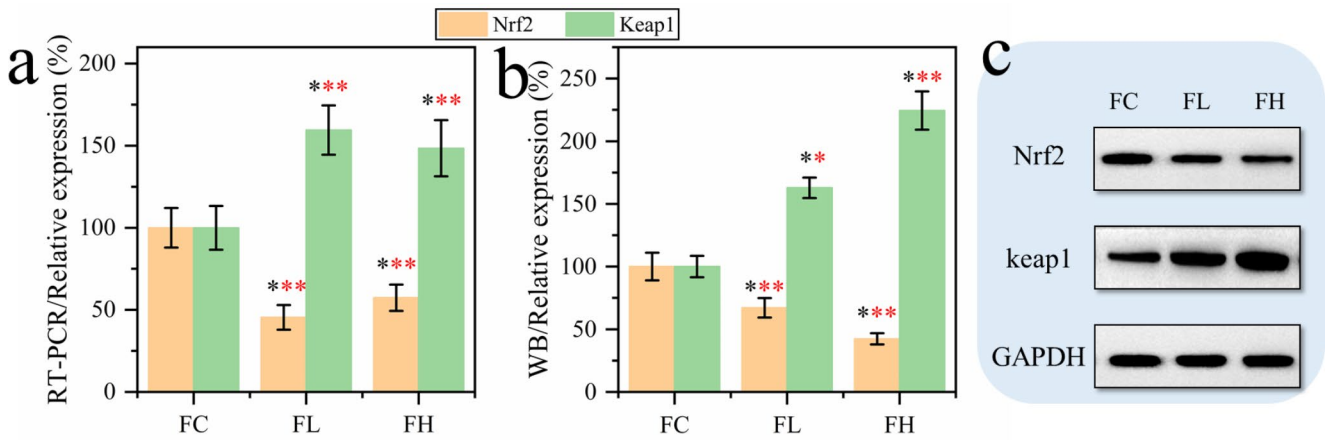 Nrf2 Keap1
a
RT-PCR/Relative expression (%)
200
150
100
50
0
***
***
***
***
FC FL FH
b
WB/Relative expression (%)
250
200
150
100
50
0
***
**
***
***
FC FL FH
c
FC FL FH
Nrf2
keap1
GAPDH